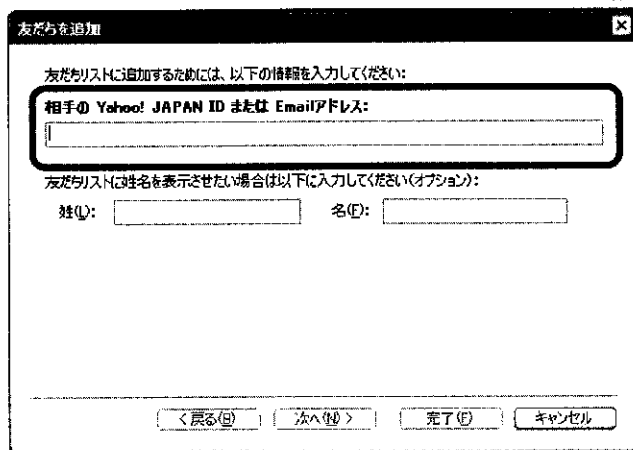 友だちを追加
友だちリストに追加するためには、以下の情報を入力してください:
相手の Yahoo! JAPAN ID または Emailアドレス:
友だちリストに姓名を表示させたい場合は以下に入力してください(オプション):
姓(L): 名(F):
< 戻る(B) 次へ(N) > 完了(F) キャンセル